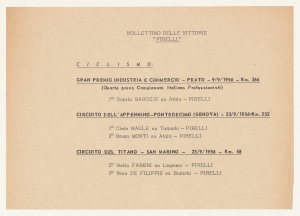 BOLLETTINO DELLE VITTORIE
"PIRELLI"
CICLISMO:
GRAN PREMIO INDUSTRIA E COMMERCIO - PRATO - 9/9/1956 - Km. 266
(Quarta prova Campionato Italiano Professionisti)
1° Danilo BAROZZI su Atala - PIRELLI
CIRCUITO DELL'APPENNINO - PONTEDECIMO (GENOVA) - 23/9/1956 - Km. 232
1° Cleto MAULE su Torpado - PIRELLI
2° Bruno MONTI su Atala - PIRELLI
CIRCUITO DEL TITANO - SAN MARINO - 23/9/1956 - Km. 58
1° Nello FABBRI su Legnano - PIRELLI
2° Nino DE FILIPPIS su Bianchi - PIRELLI